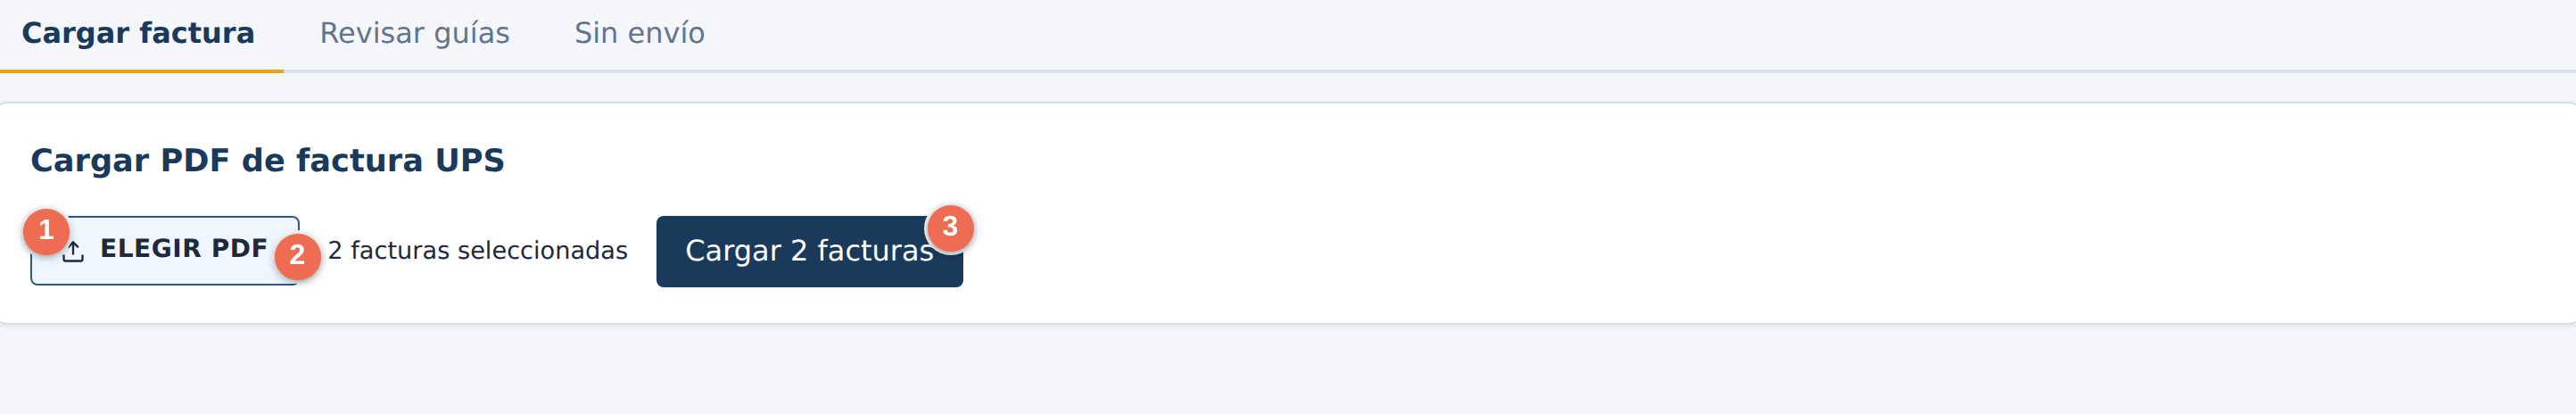 Cargar factura Revisar guías Sin envío
Cargar PDF de factura UPS
1 ELEGIR PDF 2 2 facturas seleccionadas Cargar 2 facturas 3